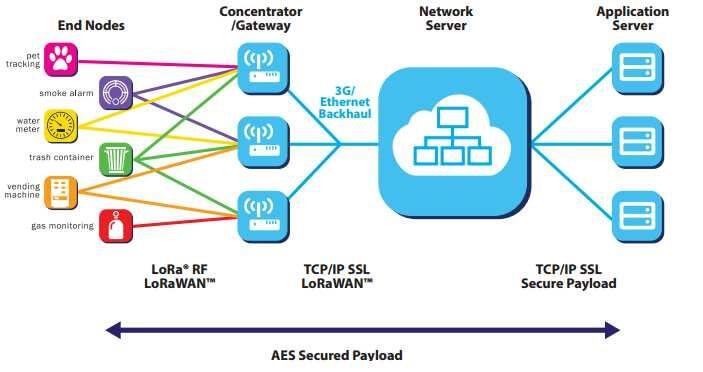 End Nodes
Concentrator
/Gateway
Network
Server
Application
Server
pet
tracking
smoke alarm
water
meter
trash container
vending
machine
gas monitoring
3G/
Ethernet
Backhaul
LoRa® RF
LoRaWAN™
TCP/IP SSL
LoRaWAN™
TCP/IP SSL
Secure Payload
AES Secured Payload